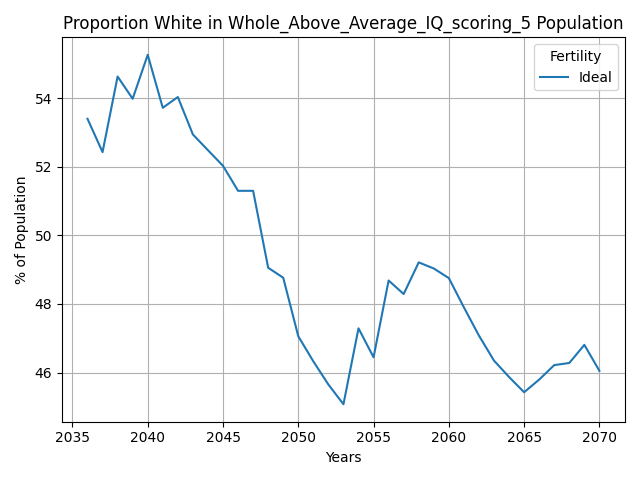 Proportion White in Whole_Above_Average_IQ_scoring_5 Population
Fertility
Ideal
% of Population
54
52
50
48
46
2035 2040 2045 2050 2055 2060 2065 2070
Years